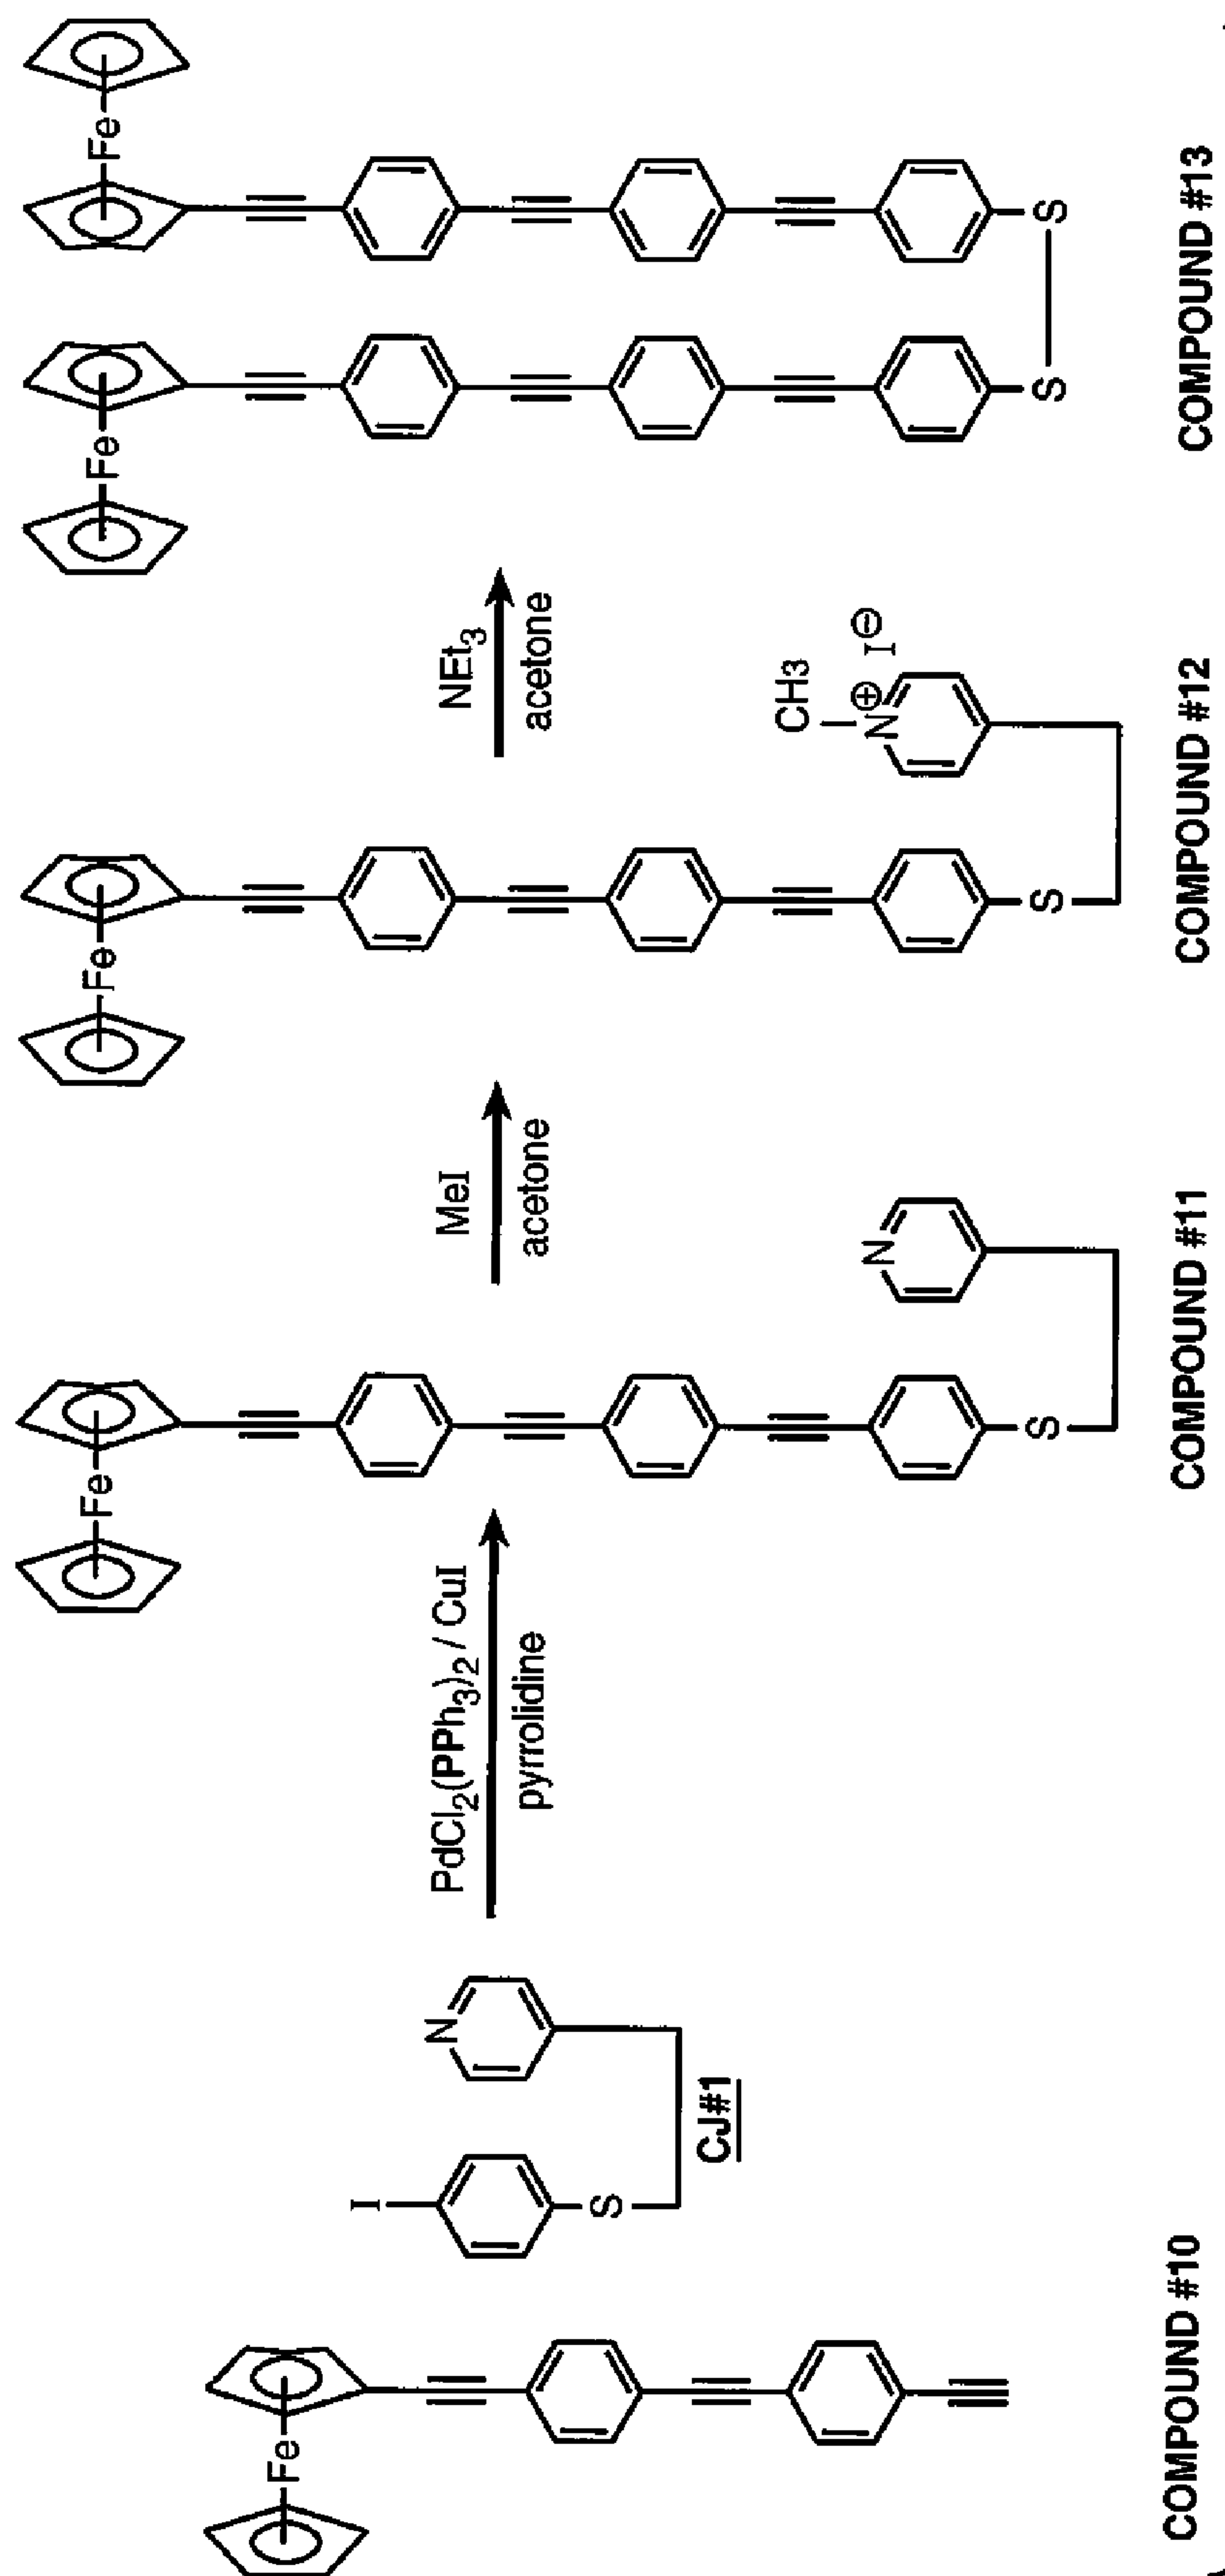 Fe
COMPOUND #10
I
S
N
CJ#1
PdCl2(PPh3)2 / CuI
pyrrolidine
Fe
S
N
COMPOUND #11
MeI
acetone
Fe
S
CH3
N ⊕ I ⊖
COMPOUND #12
NEt3
acetone
Fe
Fe
S
S
COMPOUND #13